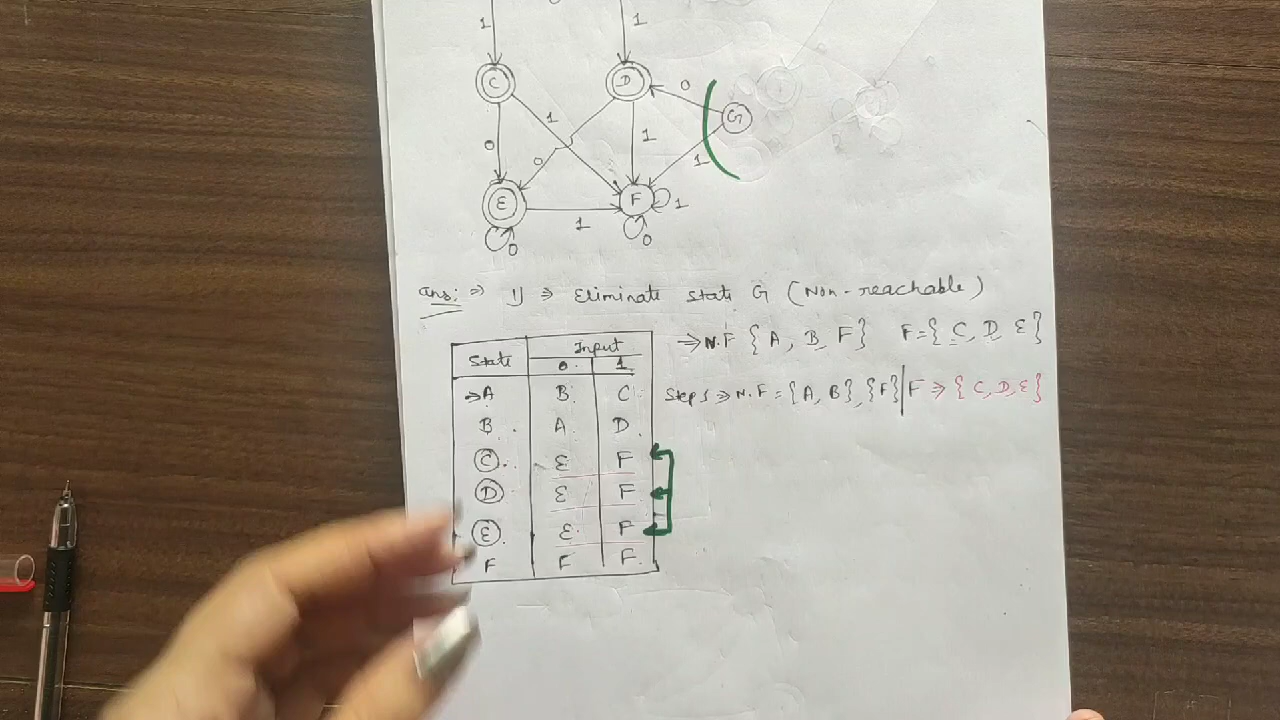 1 1
C D 0 G
1
0 0 1 1
E F 1
1
0 0
ans: ⇒ 1) ⇒ Eliminate state G (Non-reachable)
⇒ N.F {A, B, F} F = {C, D, E}
Step 1 ⇒ N.F = {A, B}, {F} | F ⇒ {C, D, E}
State Input
0 1
→A B C
B A D
C E F
D E F
E E F
F F F